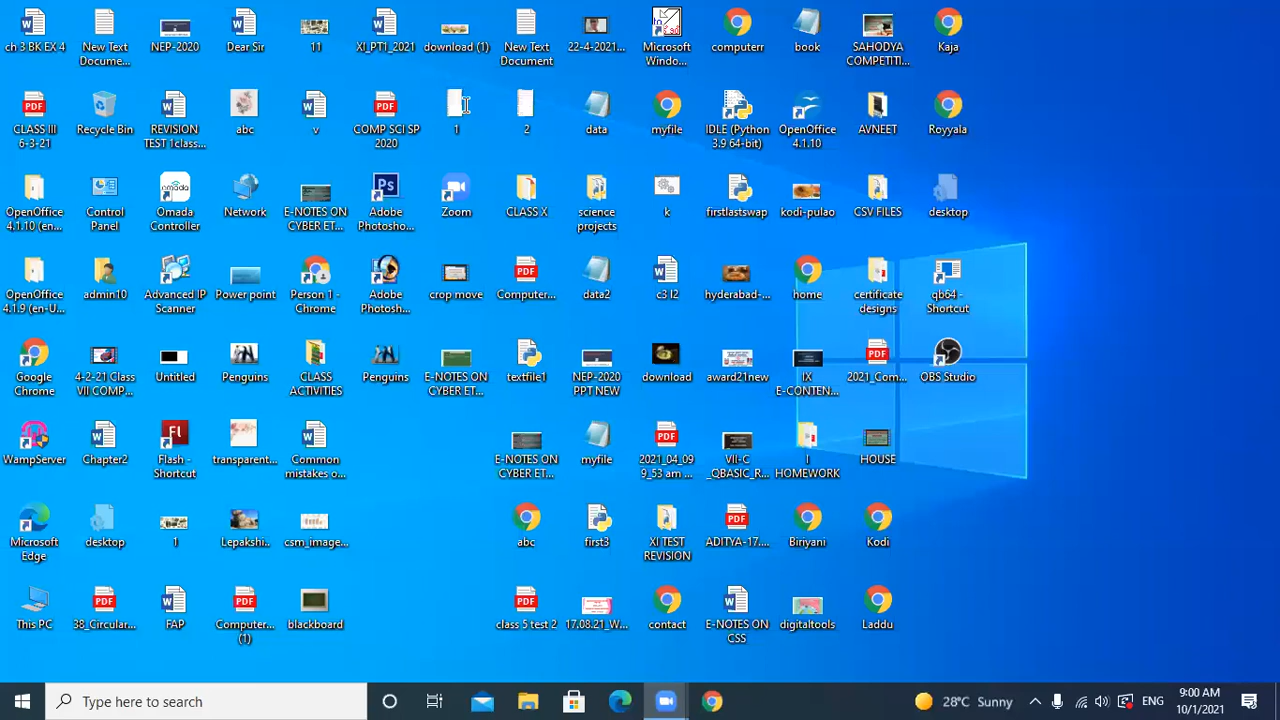 ch 3 BK EX 4
New Text
Docume...
NEP-2020
Dear Sir
11
XI_PT1_2021
download (1)
New Text
Document
22-4-2021...
Microsoft
Windo...
computerr
book
SAHODYA
COMPETITI...
Kaja
CLASS III
6-3-21
Recycle Bin
REVISION
TEST 1class...
abc
v
COMP SCI SP
2020
1
2
data
myfile
IDLE (Python
3.9 64-bit)
OpenOffice
4.1.10
AVNEET
Royyala
OpenOffice
4.1.10 (en...
Control
Panel
Omada
Controller
Network
E-NOTES ON
CYBER ET...
Adobe
Photosho...
Zoom
CLASS X
science
projects
k
firstlastswap
kodi-pulao
CSV FILES
desktop
OpenOffice
4.1.9 (en-U...
admin10
Advanced IP
Scanner
Power point
Person 1 -
Chrome
Adobe
Photosh...
crop move
Computer...
data2
c3 l2
hyderabad-...
home
certificate
designs
qb64 -
Shortcut
Google
Chrome
4-2-21 Class
VII COMP...
Untitled
Penguins
CLASS
ACTIVITIES
Penguins
E-NOTES ON
CYBER ET...
textfile1
NEP-2020
PPT NEW
download
award21new
IX
E-CONTEN...
2021_Com...
OBS Studio
WampServer
Chapter2
Flash -
Shortcut
transparent...
Common
mistakes o...
E-NOTES ON
CYBER ET...
myfile
2021_04_09
9_53 am ...
VII-C
_QBASIC_R...
I
HOMEWORK
HOUSE
Microsoft
Edge
desktop
1
Lepakshi...
csm_image...
abc
first3
XI TEST
REVISION
ADITYA-17....
Biriyani
Kodi
This PC
38_Circular...
FAP
Computer...
(1)
blackboard
class 5 test 2
17.08.21_W...
contact
E-NOTES ON
CSS
digitaltools
Laddu
Type here to search
28°C Sunny
ENG
9:00 AM
10/1/2021